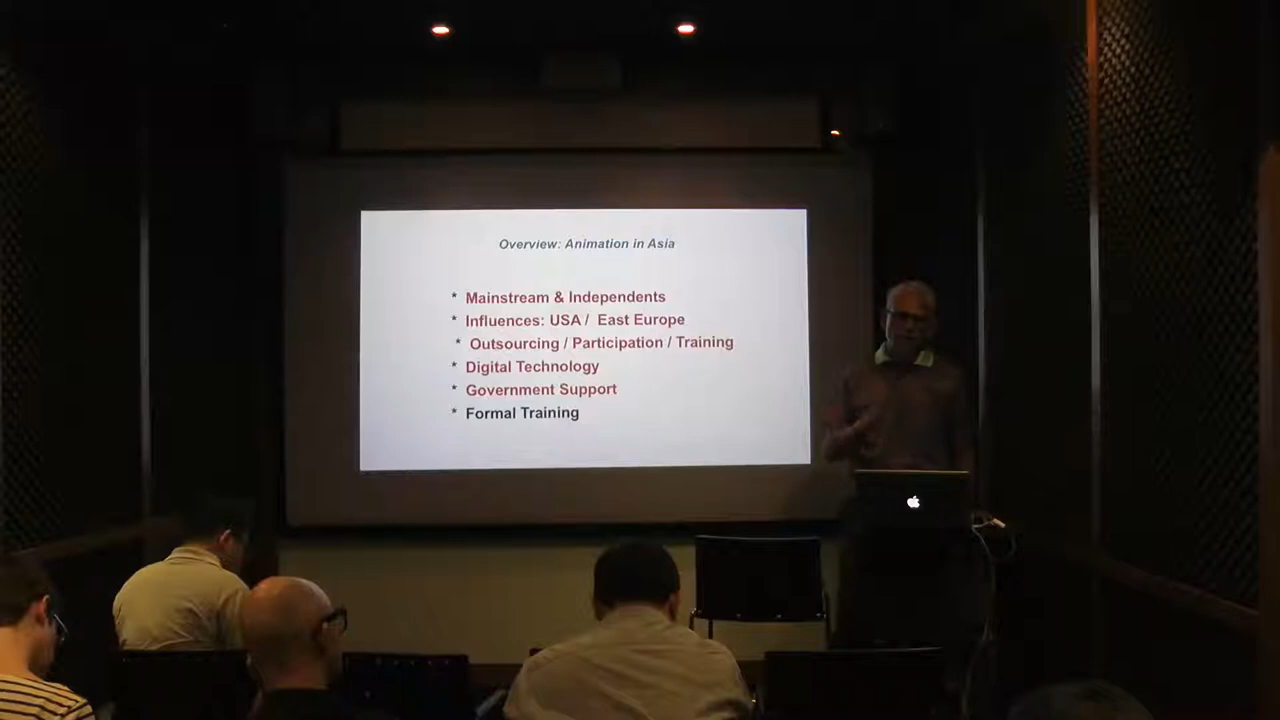 Overview: Animation in Asia
* Mainstream & Independents
* Influences: USA / East Europe
* Outsourcing / Participation / Training
* Digital Technology
* Government Support
* Formal Training